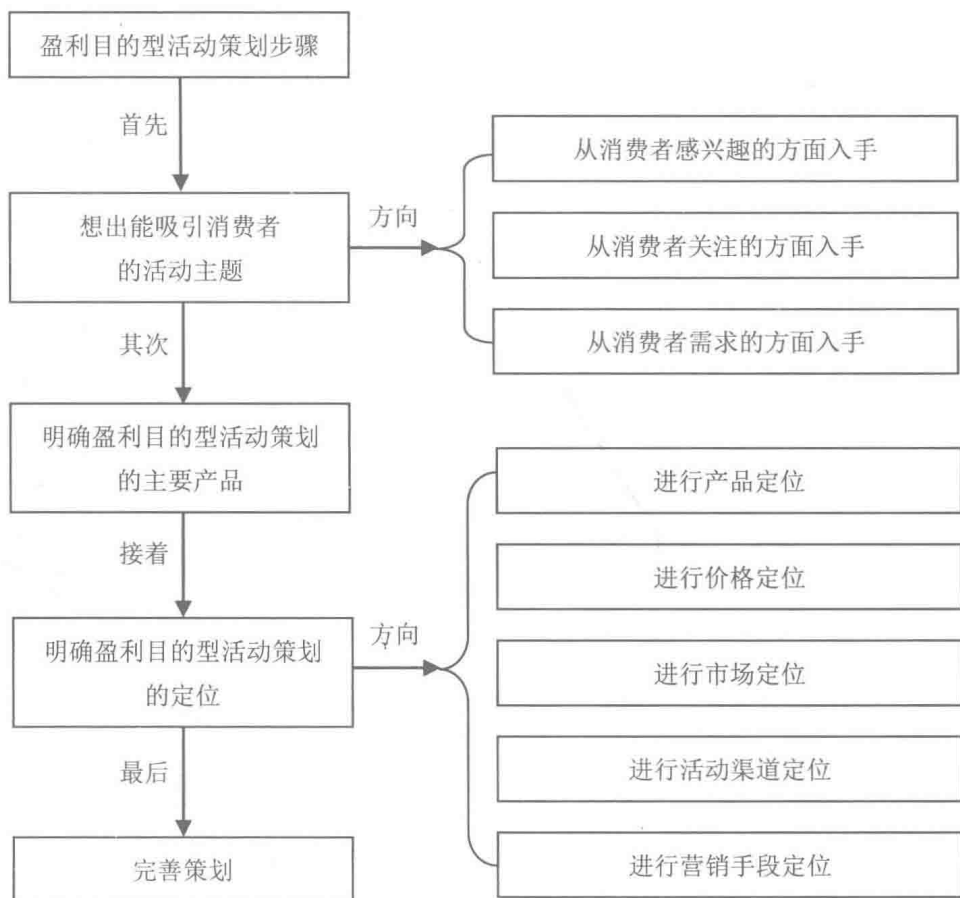 盈利目的型活动策划步骤
首先
想出能吸引消费者
的活动主题
方向
从消费者感兴趣的方面入手
从消费者关注的方面入手
从消费者需求的方面入手
其次
明确盈利目的型活动策划
的主要产品
接着
明确盈利目的型活动策划
的定位
方向
进行产品定位
进行价格定位
进行市场定位
进行活动渠道定位
进行营销手段定位
最后
完善策划